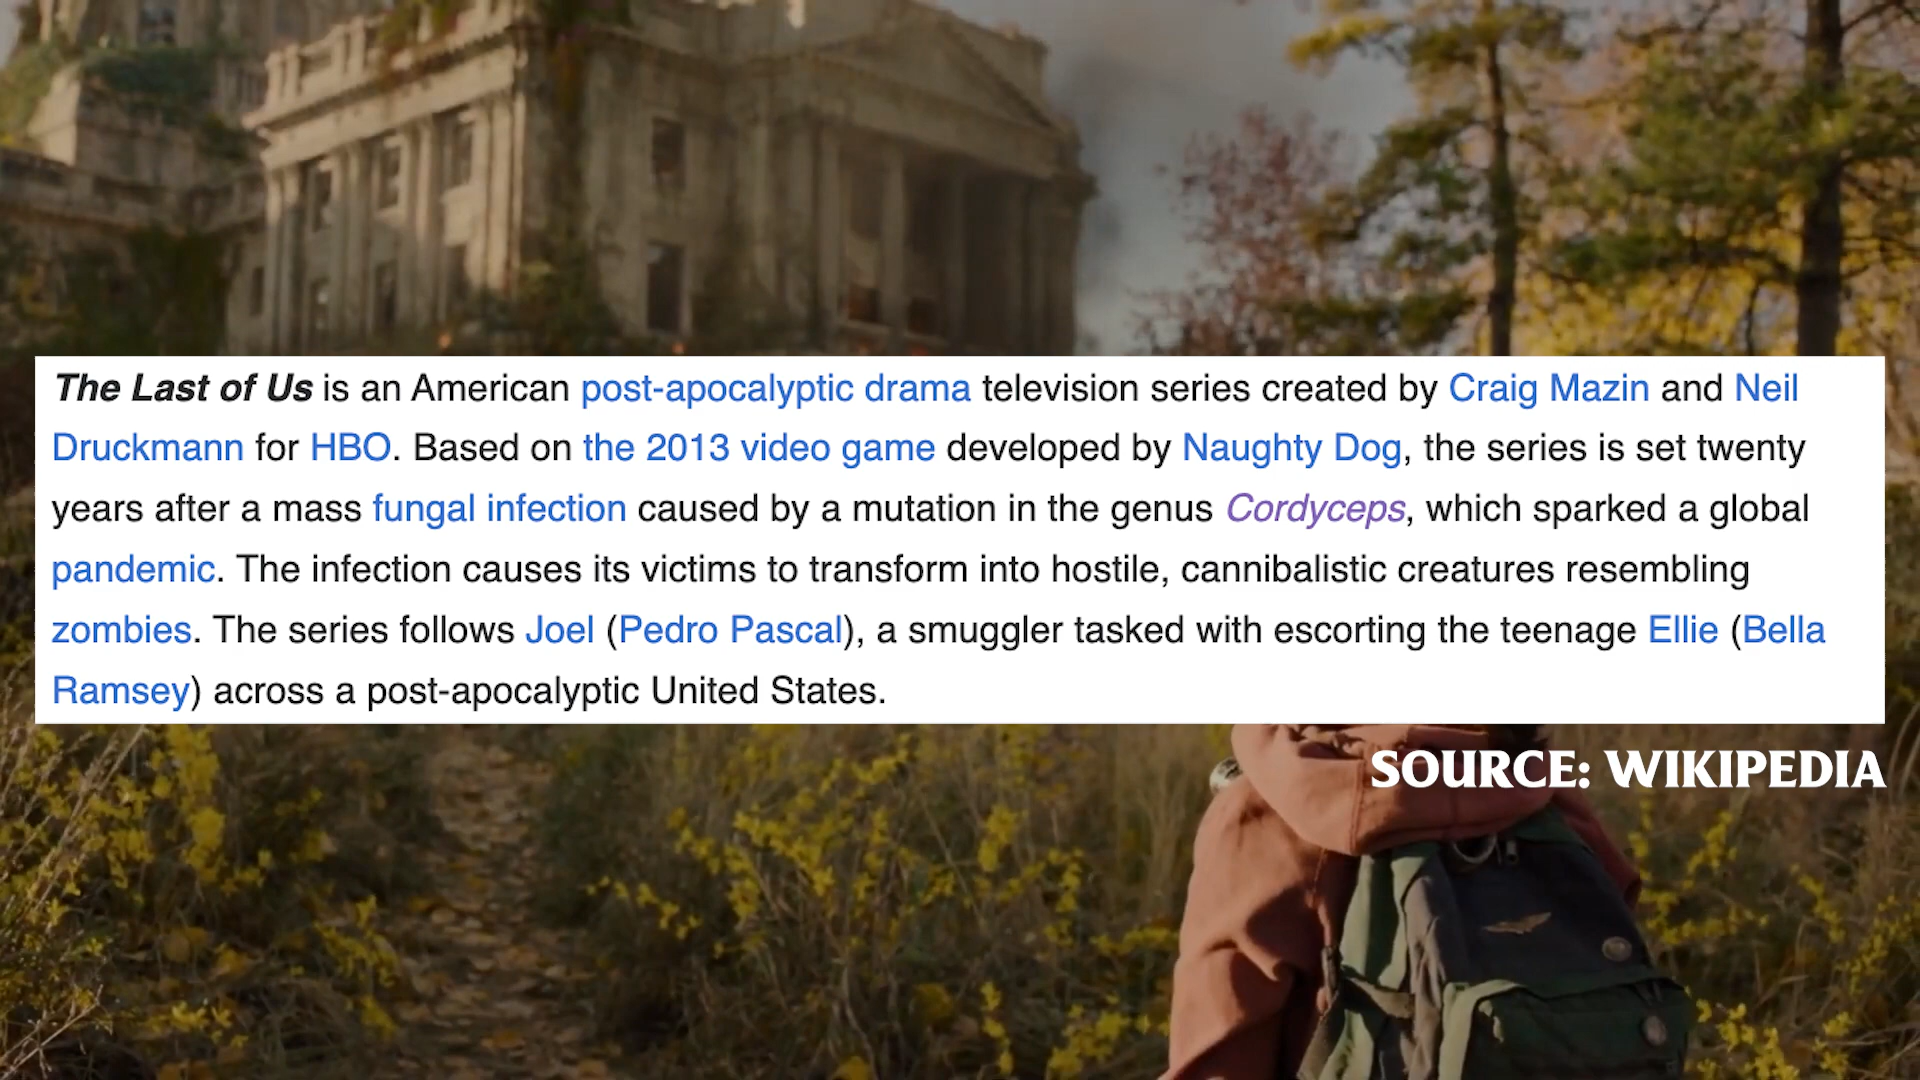 The Last of Us is an American post-apocalyptic drama television series created by Craig Mazin and Neil
Druckmann for HBO. Based on the 2013 video game developed by Naughty Dog, the series is set twenty
years after a mass fungal infection caused by a mutation in the genus Cordyceps, which sparked a global
pandemic. The infection causes its victims to transform into hostile, cannibalistic creatures resembling
zombies. The series follows Joel (Pedro Pascal), a smuggler tasked with escorting the teenage Ellie (Bella
Ramsey) across a post-apocalyptic United States.
SOURCE: WIKIPEDIA